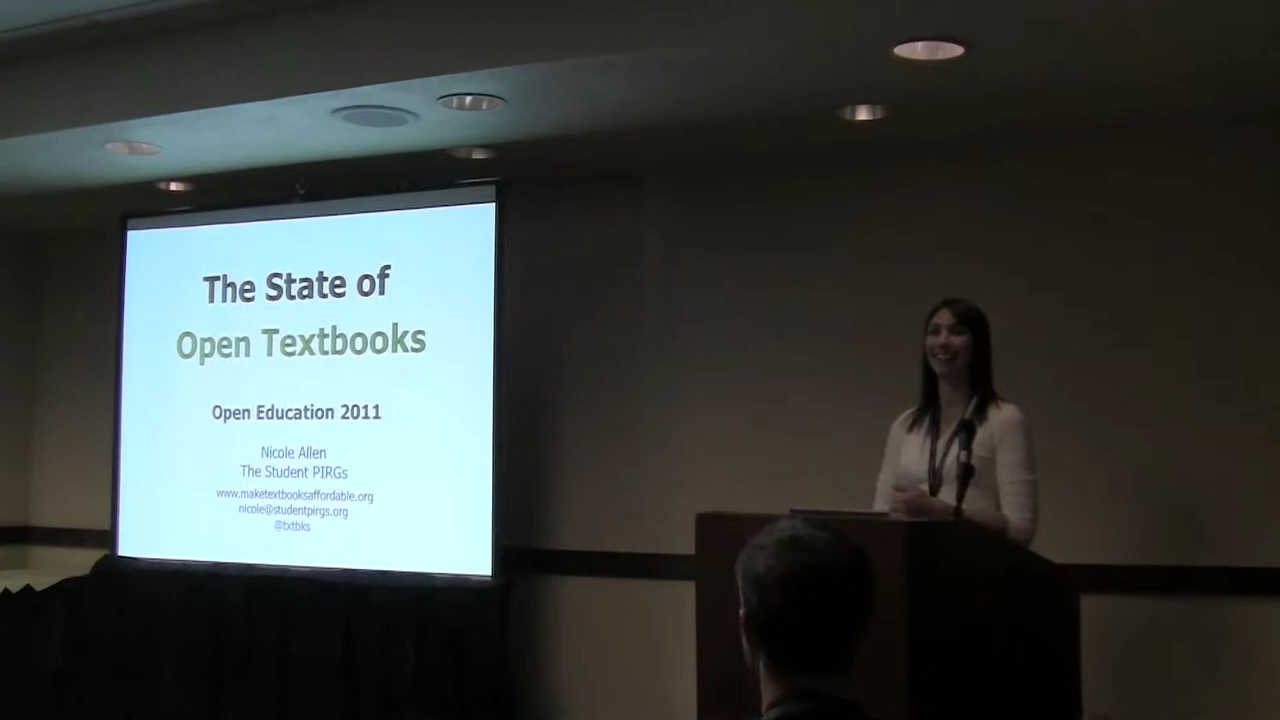 The State of
Open Textbooks
Open Education 2011
Nicole Allen
The Student PIRGs
www.maketextbooksaffordable.org
nicole@studentpirgs.org
@txtbks